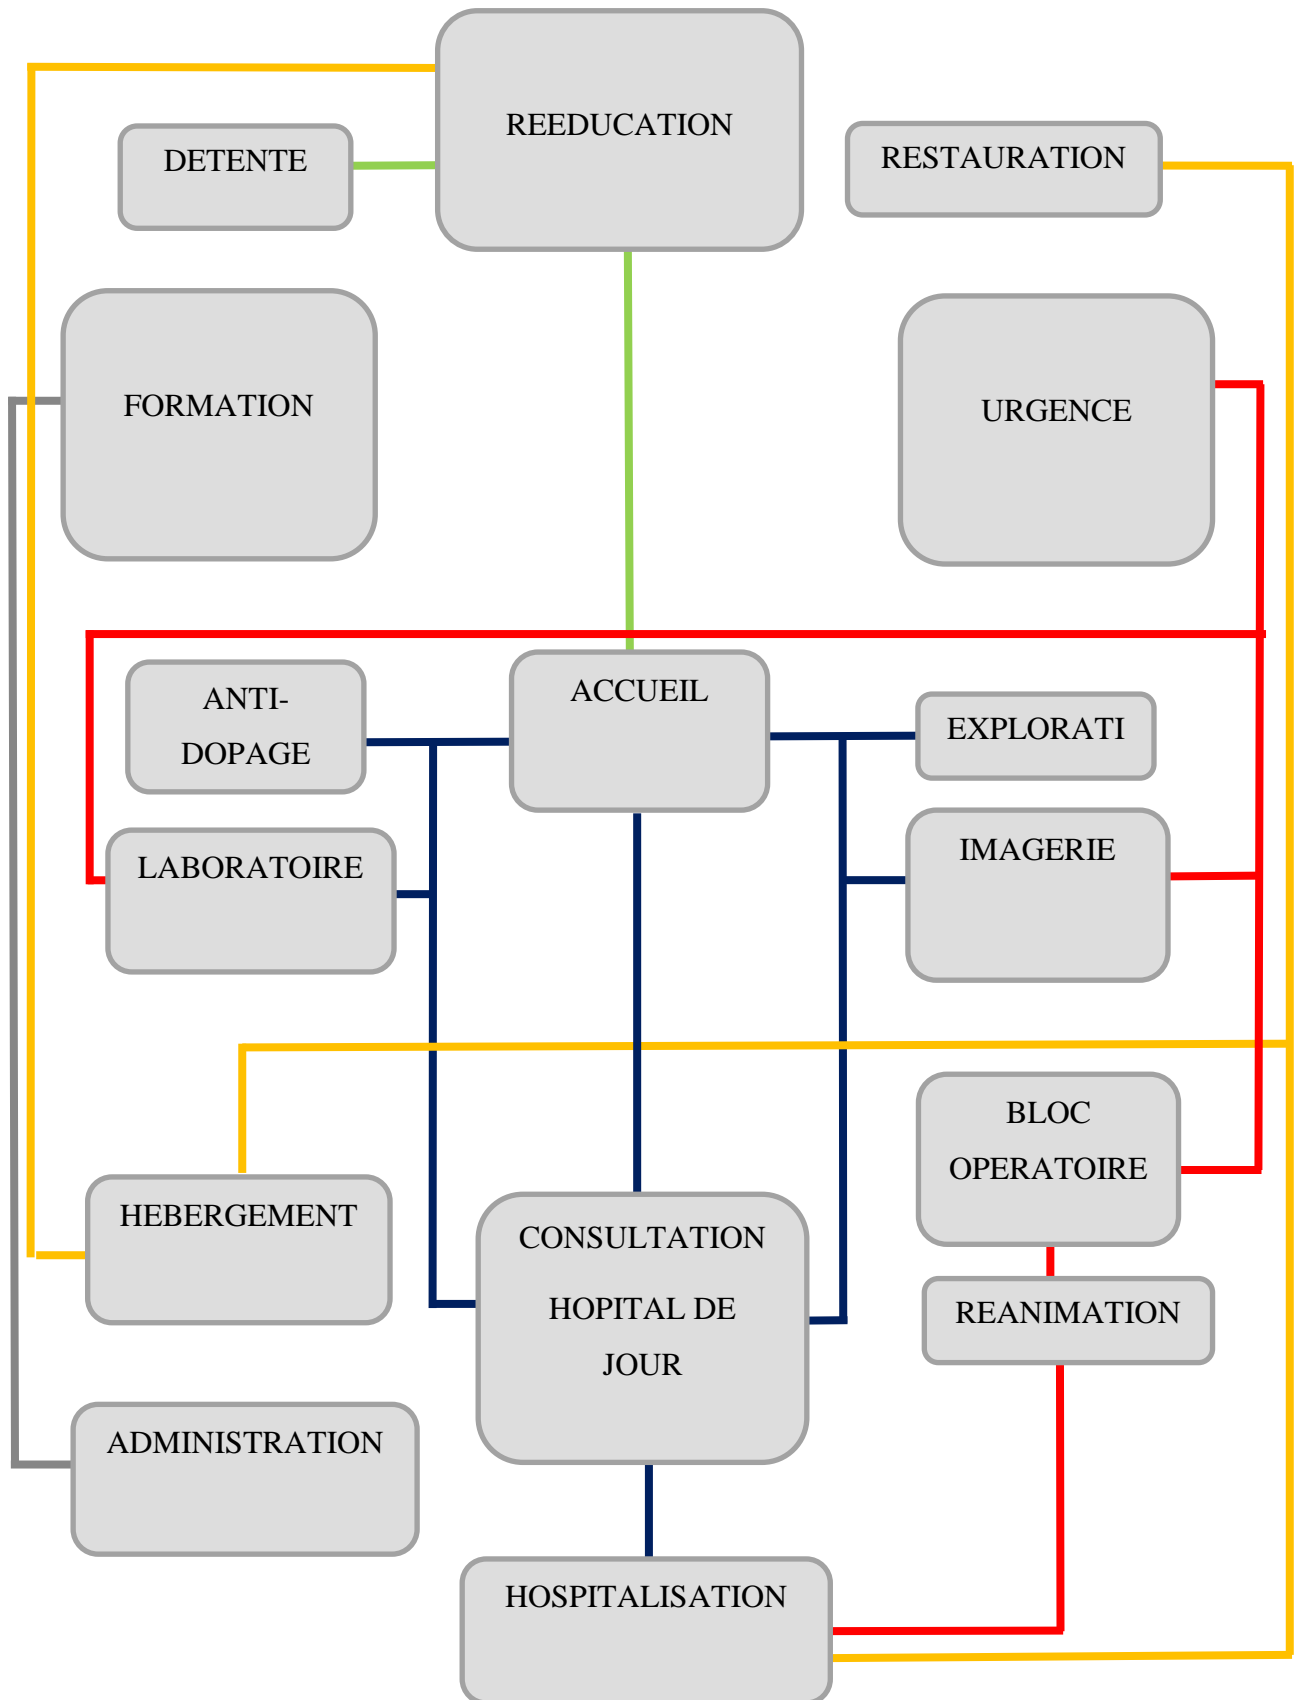 REEDUCATION
DETENTE
RESTAURATION
FORMATION
URGENCE
ACCUEIL
ANTI-
DOPAGE
EXPLORATI
LABORATOIRE
IMAGERIE
BLOC
OPERATOIRE
HEBERGEMENT
CONSULTATION
HOPITAL DE
JOUR
REANIMATION
ADMINISTRATION
HOSPITALISATION